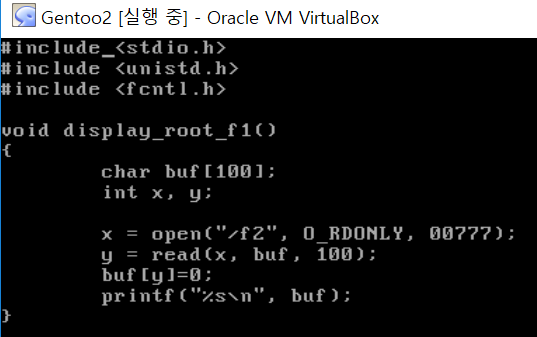 Gentoo2 [실행 중] - Oracle VM VirtualBox
#include_<stdio.h>
#include <unistd.h>
#include <fcntl.h>
void display_root_f1()
{
char buf[100];
int x, y;
x = open("/f2", O_RDONLY, 00777);
y = read(x, buf, 100);
buf[y]=0;
printf("%s\n", buf);
}